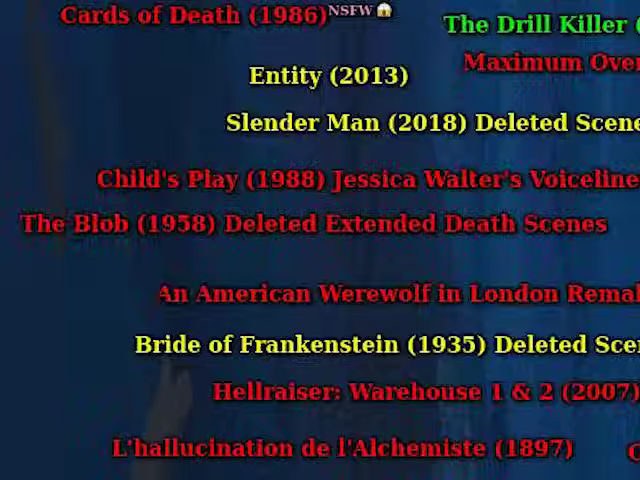 Cards of Death (1986) NSFW 😱
The Drill Killer (
Maximum Over
Entity (2013)
Slender Man (2018) Deleted Scene
Child's Play (1988) Jessica Walter's Voiceline
The Blob (1958) Deleted Extended Death Scenes
An American Werewolf in London Remak
Bride of Frankenstein (1935) Deleted Scen
Hellraiser: Warehouse 1 & 2 (2007)
L'hallucination de l'Alchemiste (1897)